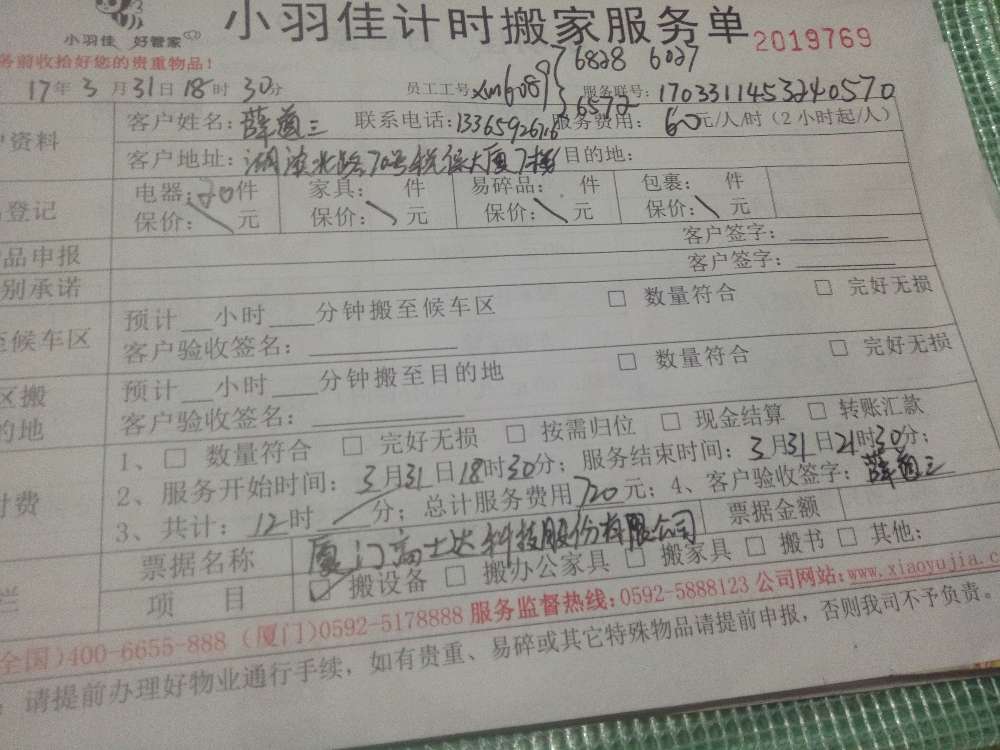 小羽佳 好管家
小羽佳计时搬家服务单 2019769
务前收拾好您的贵重物品!
6828 6027
17年3月31日18时30分 员工工号 xm6089 6572 服务联号: 1703311453240570
户资料 客户姓名: 薛道三 联系电话: 服务费用: 60元/人/时(2小时起/人)
客户地址: 70号税保大厦7楼 目的地:
登记 电器: 20件 家具: 件 易碎品: 件 包裹: 件
保价: \ 元 保价: \ 元 保价: \ 元 保价: \ 元
品申报 客户签字:
别承诺 客户签字:
预计__小时___分钟搬至候车区 □ 数量符合 □ 完好无损
至候车区 客户验收签名:
区搬 预计__小时___分钟搬至目的地 □ 数量符合 □ 完好无损
的地 客户验收签名:
1、□ 数量符合 □ 完好无损 □ 按需归位 □ 现金结算 □ 转账汇款
付费 2、服务开始时间: 3月31日18时30分; 服务结束时间: 3月31日21时30分;
3、共计: 12时 / 分; 总计服务费用720元; 4、客户验收签字: 薛道三
票据名称 厦门高士达科技股份有限公司 票据金额
栏 项 目 ☑ 搬设备 □ 搬办公家具 □ 搬家具 □ 搬书 □ 其他:
全国)400-6655-888 (厦门)0592-5178888 服务监督热线:0592-5888123 公司网站:www.xiaoyujia.c
请提前办理好物业通行手续,如有贵重、易碎或其它特殊物品请提前申报,否则我司不予负责。